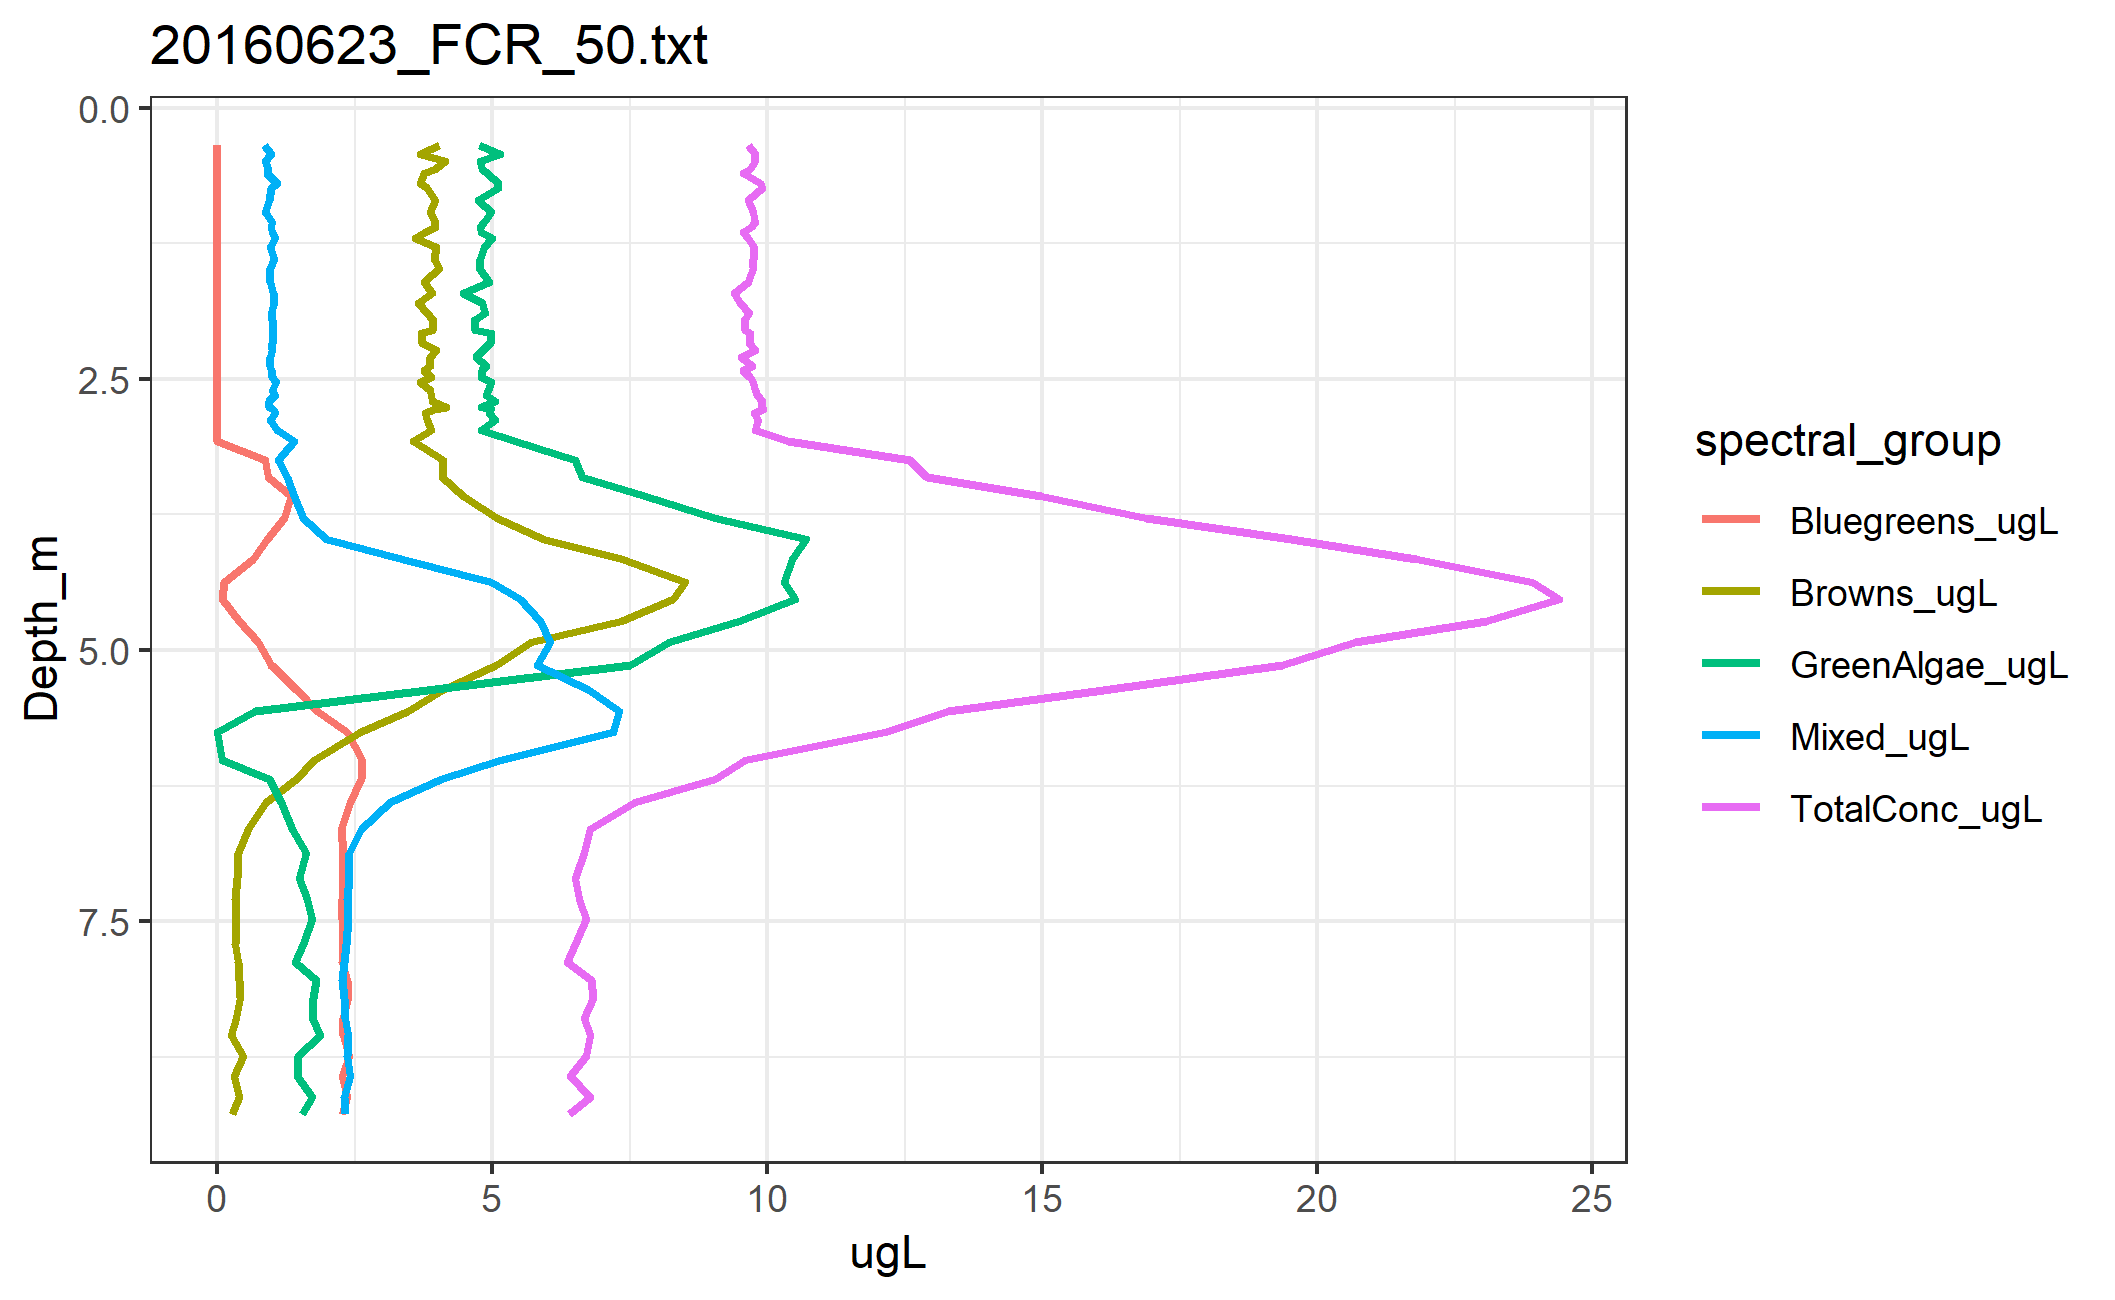 20160623_FCR_50.txt
0.0
2.5
5.0
7.5
Depth_m
0 5 10 15 20 25
ugL
spectral_group
Bluegreens_ugL
Browns_ugL
GreenAlgae_ugL
Mixed_ugL
TotalConc_ugL